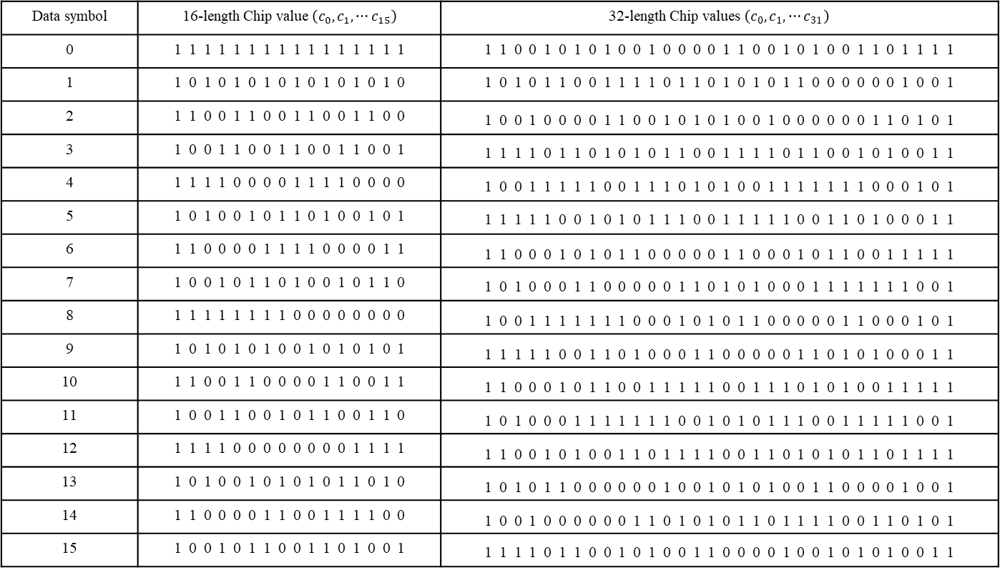 Data symbol 16-length Chip value (c0, c1, ⋯ c15) 32-length Chip values (c0, c1, ⋯ c31)
0 1 1 1 1 1 1 1 1 1 1 1 1 1 1 1 1 1 1 0 0 1 0 1 0 1 0 0 1 0 0 0 0 1 1 0 0 1 0 1 0 0 1 1 0 1 1 1 1
1 1 0 1 0 1 0 1 0 1 0 1 0 1 0 1 0 1 0 1 0 1 1 0 0 1 1 1 1 0 1 1 0 1 0 1 0 1 1 0 0 0 0 0 0 1 0 0 1
2 1 1 0 0 1 1 0 0 1 1 0 0 1 1 0 0 1 0 0 1 0 0 0 0 1 1 0 0 1 0 1 0 1 0 0 1 0 0 0 0 0 0 1 1 0 1 0 1
3 1 0 0 1 1 0 0 1 1 0 0 1 1 0 0 1 1 1 1 1 0 1 1 0 1 0 1 0 1 1 0 0 1 1 1 1 0 1 1 0 0 1 0 1 0 0 1 1
4 1 1 1 1 0 0 0 0 1 1 1 1 0 0 0 0 1 0 0 1 1 1 1 1 0 0 1 1 1 0 1 0 1 0 0 1 1 1 1 1 1 1 0 0 0 1 0 1
5 1 0 1 0 0 1 0 1 1 0 1 0 0 1 0 1 1 1 1 1 1 0 0 1 0 1 0 1 1 1 0 0 1 1 1 1 1 0 0 1 1 0 1 0 0 0 1 1
6 1 1 0 0 0 0 1 1 1 1 0 0 0 0 1 1 1 1 0 0 0 1 0 1 0 1 1 0 0 0 0 0 1 1 0 0 0 1 0 1 1 0 0 1 1 1 1 1
7 1 0 0 1 0 1 1 0 1 0 0 1 0 1 1 0 1 0 1 0 0 0 1 1 0 0 0 0 0 1 1 0 1 0 1 0 0 0 1 1 1 1 1 1 1 0 0 1
8 1 1 1 1 1 1 1 1 0 0 0 0 0 0 0 0 1 0 0 1 1 1 1 1 1 1 0 0 0 1 0 1 0 1 1 0 0 0 0 0 1 1 0 0 0 1 0 1
9 1 0 1 0 1 0 1 0 0 1 0 1 0 1 0 1 1 1 1 1 1 0 0 1 1 0 1 0 0 0 1 1 0 0 0 0 0 1 1 0 1 0 1 0 0 0 1 1
10 1 1 0 0 1 1 0 0 0 0 1 1 0 0 1 1 1 1 0 0 0 1 0 1 1 0 0 1 1 1 1 1 0 0 1 1 1 0 1 0 1 0 0 1 1 1 1 1
11 1 0 0 1 1 0 0 1 0 1 1 0 0 1 1 0 1 0 1 0 0 0 1 1 1 1 1 1 1 0 0 1 0 1 0 1 1 1 0 0 1 1 1 1 1 0 0 1
12 1 1 1 1 0 0 0 0 0 0 0 0 1 1 1 1 1 1 0 0 1 0 1 0 0 1 1 0 1 1 1 1 0 0 1 1 0 1 0 1 0 1 1 0 1 1 1 1
13 1 0 1 0 0 1 0 1 0 1 0 1 1 0 1 0 1 0 1 0 1 1 0 0 0 0 0 0 1 0 0 1 0 1 0 1 0 0 1 1 0 0 0 0 1 0 0 1
14 1 1 0 0 0 0 1 1 0 0 1 1 1 1 0 0 1 0 0 1 0 0 0 0 0 0 1 1 0 1 0 1 0 1 1 0 1 1 1 1 0 0 1 1 0 1 0 1
15 1 0 0 1 0 1 1 0 0 1 1 0 1 0 0 1 1 1 1 1 0 1 1 0 0 1 0 1 0 0 1 1 0 0 0 0 1 0 0 1 0 1 0 1 0 0 1 1